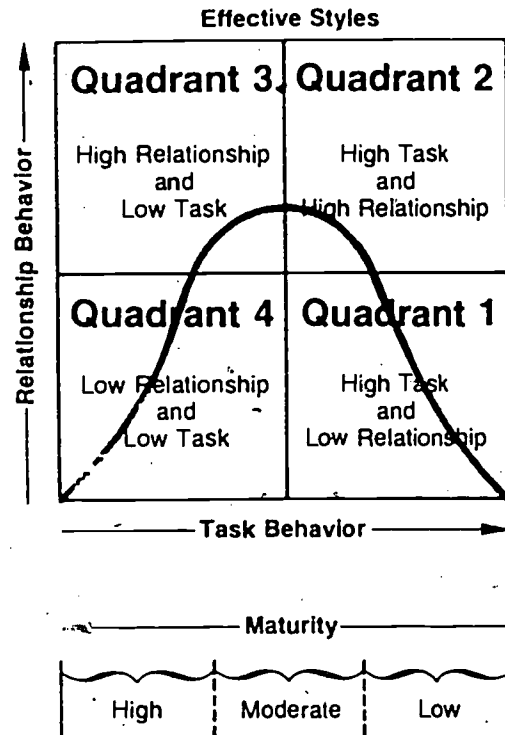 Effective Styles
Quadrant 3
High Relationship
and
Low Task
Quadrant 2
High Task
and
High Relationship
Quadrant 4
Low Relationship
and
Low Task
Quadrant 1
High Task
and
Low Relationship
Relationship Behavior
Task Behavior
Maturity
High
Moderate
Low